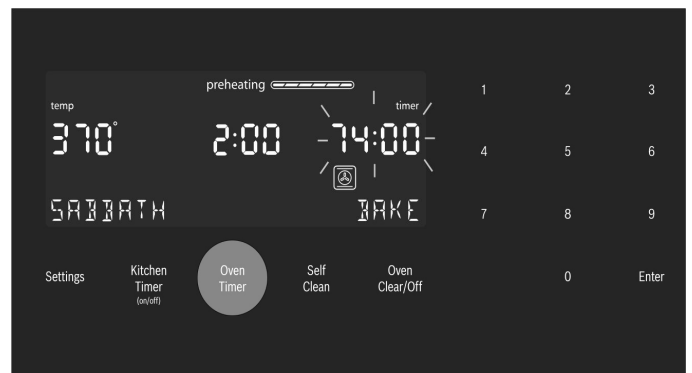 preheating
temp timer
370° 2:00 74:00
SABBATH BAKE
Settings
Kitchen
Timer
(on/off)
Oven
Timer
Self
Clean
Oven
Clear/Off
1 2 3
4 5 6
7 8 9
0 Enter